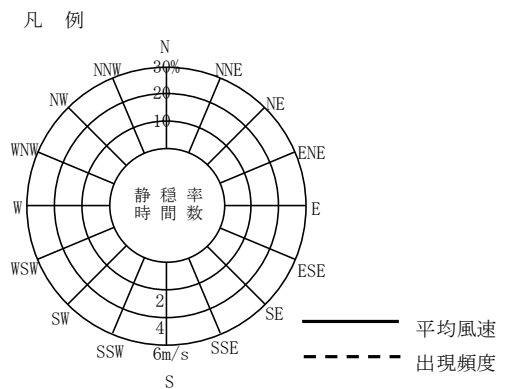 凡 例
N
NNW 30% NNE
NW 20 NE
10
WNW ENE
静 穏 率
時 間 数
W E
WSW ESE
2
SW 4 SE
SSW 6m/s SSE
S
平均風速
出現頻度